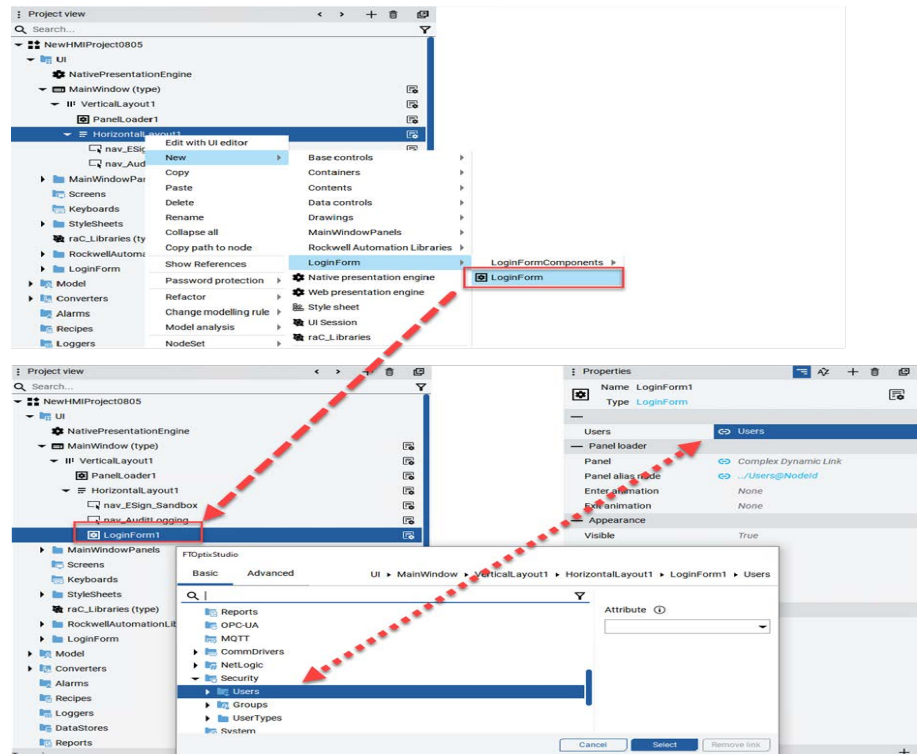 Project view
Search...
NewHMIProject0805
UI
NativePresentationEngine
MainWindow (type)
VerticalLayout1
PanelLoader1
HorizontalLayout1
Edit with UI editor
nav_ESig
New Base controls
nav_Aud
Copy Containers
MainWindowPan
Paste Contents
Screens
Delete Data controls
Keyboards
Rename Drawings
StyleSheets
Collapse all MainWindowPanels
raC_Libraries (ty
Copy path to node Rockwell Automation Libraries
RockwellAutoma
Show References LoginForm LoginFormComponents
LoginForm
Password protection Native presentation engine LoginForm
Model
Web presentation engine
Converters
Refactor Style sheet
Alarms
Change modelling rule UI Session
Recipes
Model analysis raC_Libraries
Loggers
NodeSet
Project view
Search...
NewHMIProject0805
UI
NativePresentationEngine
MainWindow (type)
VerticalLayout1
PanelLoader1
HorizontalLayout1
nav_ESign_Sandbox
nav_AuditLogging
LoginForm1
MainWindowPanels
Screens
Keyboards
StyleSheets
raC_Libraries (type)
RockwellAutomationLib
LoginForm
Model
Converters
Alarms
Recipes
Loggers
DataStores
Reports
Properties
Name LoginForm1
Type LoginForm
Users Users
Panel loader
Panel Complex Dynamic Link
Panel alias node ../Users@NodeId
Enter animation None
Exit animation None
Appearance
Visible True
FTOptixStudio
Basic Advanced UI MainWindow VerticalLayout1 HorizontalLayout1 LoginForm1 Users
Reports
OPC-UA
MQTT
CommDrivers
NetLogic
Security
Users
Groups
UserTypes
System
Attribute
Cancel Select Remove link